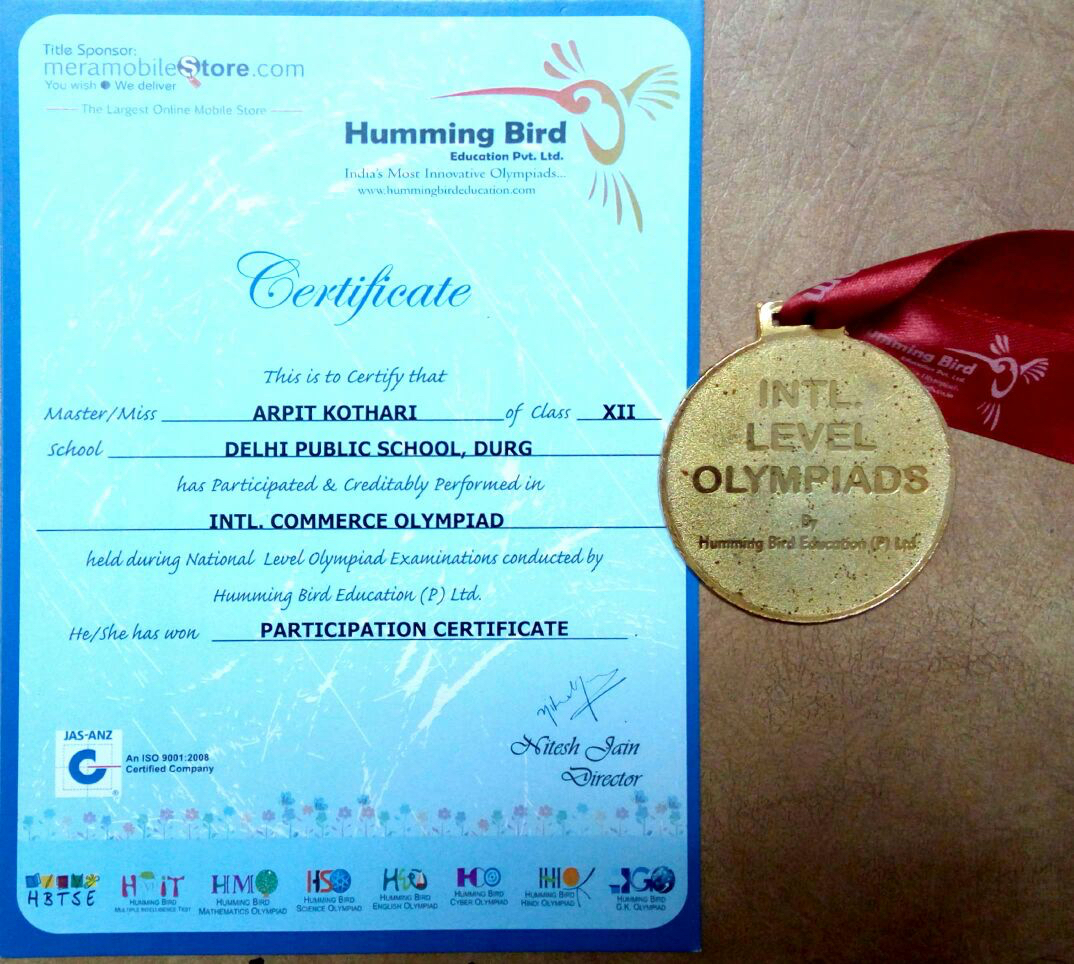 Title Sponsor:
meramobileStore.com
You wish We deliver
The Largest Online Mobile Store
Humming Bird
Education Pvt. Ltd.
India's Most Innovative Olympiads...
www.hummingbirdeducation.com
Certificate
This is to Certify that
Master/Miss ARPIT KOTHARI of Class XII
School DELHI PUBLIC SCHOOL, DURG
has Participated & Creditably Performed in
INTL. COMMERCE OLYMPIAD
held during National Level Olympiad Examinations conducted by
Humming Bird Education (P) Ltd.
He/She has won PARTICIPATION CERTIFICATE
Nitesh Jain
Director
JAS-ANZ
An ISO 9001:2008
Certified Company
HBTSE
HMIT
HUMMING BIRD
MULTIPLE INTELLIGENCE TEST
HMO
HUMMING BIRD
MATHEMATICS OLYMPIAD
HSO
HUMMING BIRD
SCIENCE OLYMPIAD
HEO
HUMMING BIRD
ENGLISH OLYMPIAD
HCO
HUMMING BIRD
CYBER OLYMPIAD
HHO
HUMMING BIRD
HINDI OLYMPIAD
HGO
HUMMING BIRD
G.K. OLYMPIAD
INTL.
LEVEL
OLYMPIADS
By
Humming Bird Education (P) Ltd.
Humming Bird
Education Pvt. Ltd.